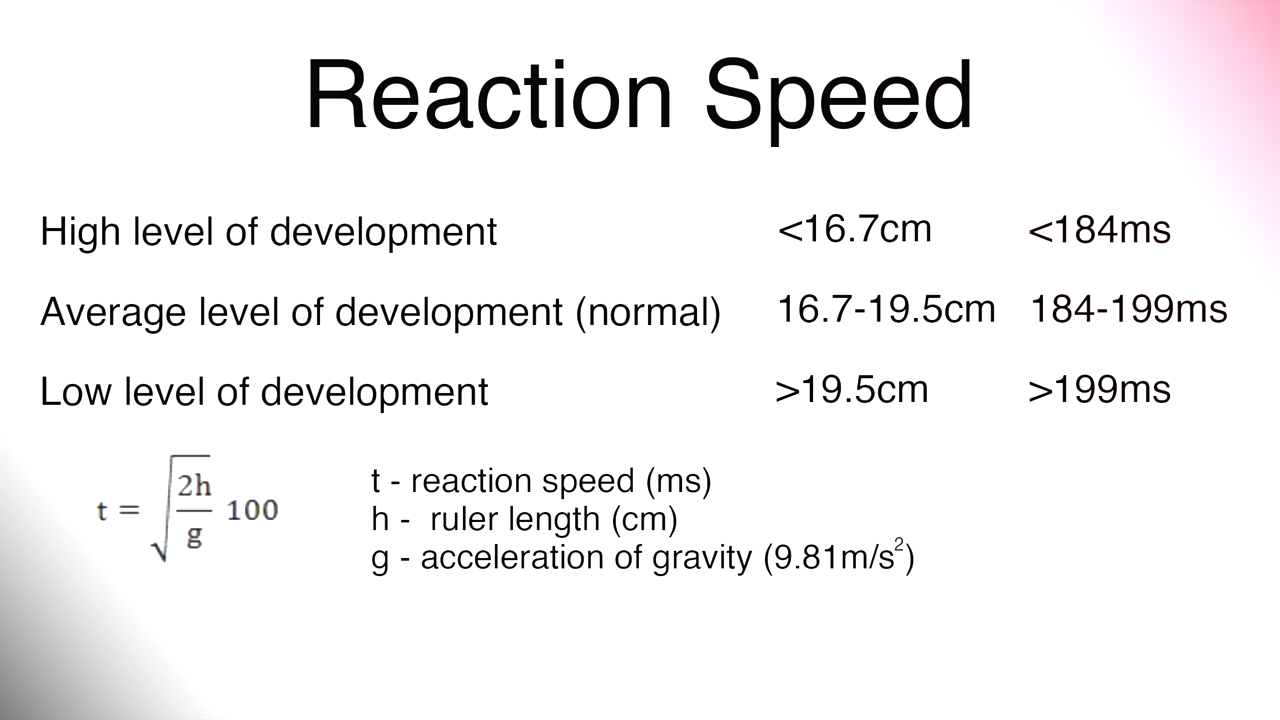 Reaction Speed
High level of development <16.7cm <184ms
Average level of development (normal) 16.7-19.5cm 184-199ms
Low level of development >19.5cm >199ms
t = √(2h/g) 100
t - reaction speed (ms)
h - ruler length (cm)
g - acceleration of gravity (9.81m/s²)